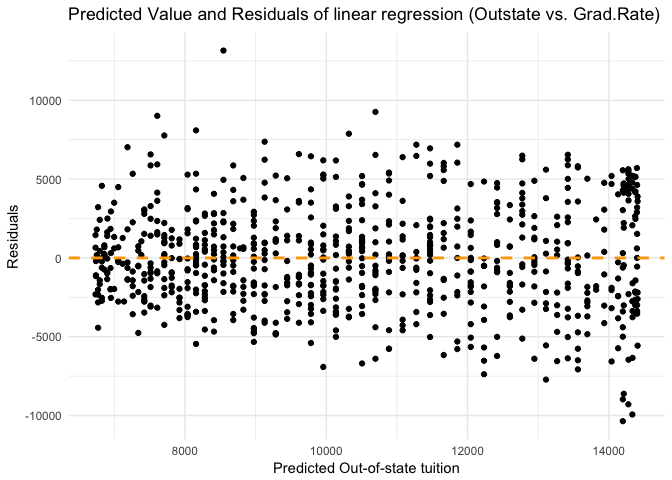 Predicted Value and Residuals of linear regression (Outstate vs. Grad.Rate)
10000
5000
0
-5000
-10000
Residuals
8000 10000 12000 14000
Predicted Out-of-state tuition